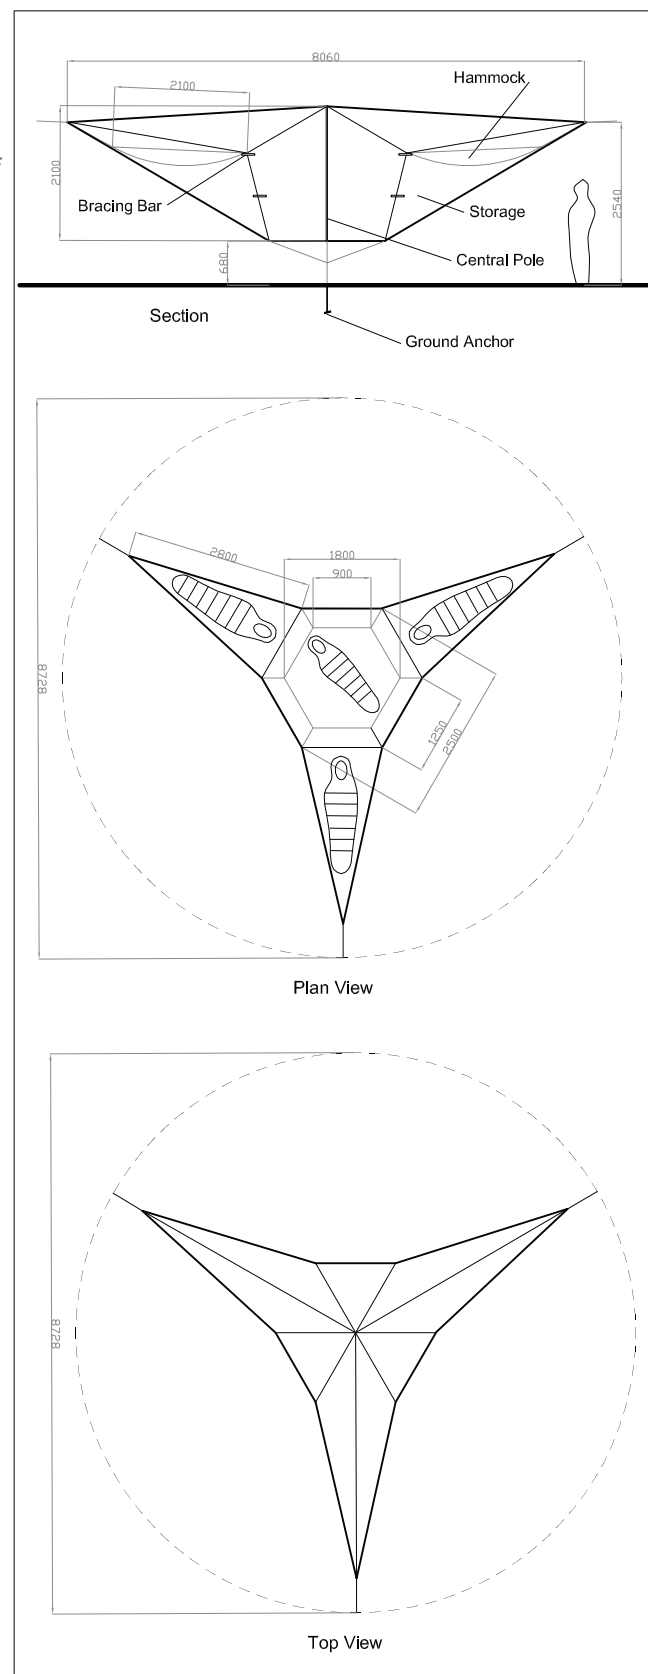 8060
Hammock
2100
2100
Bracing Bar
Storage
2540
Central Pole
680
Section
Ground Anchor
2800
1800
900
8728
1250
2500
Plan View
8728
Top View